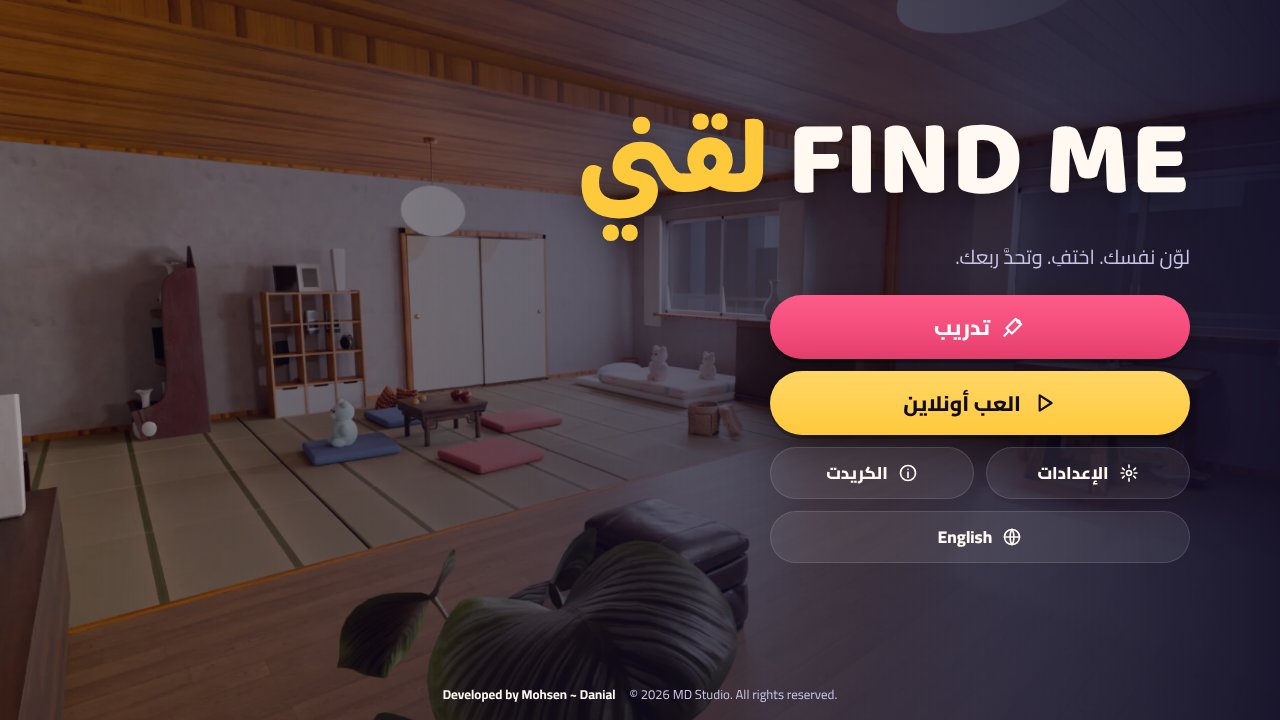 FIND ME لقني
لوّن نفسك. اختفِ. وتحدَّ ربعك.
تدريب
العب أونلاين
الإعدادات
الكريدت
English
Developed by Mohsen ~ Danial © 2026 MD Studio. All rights reserved.